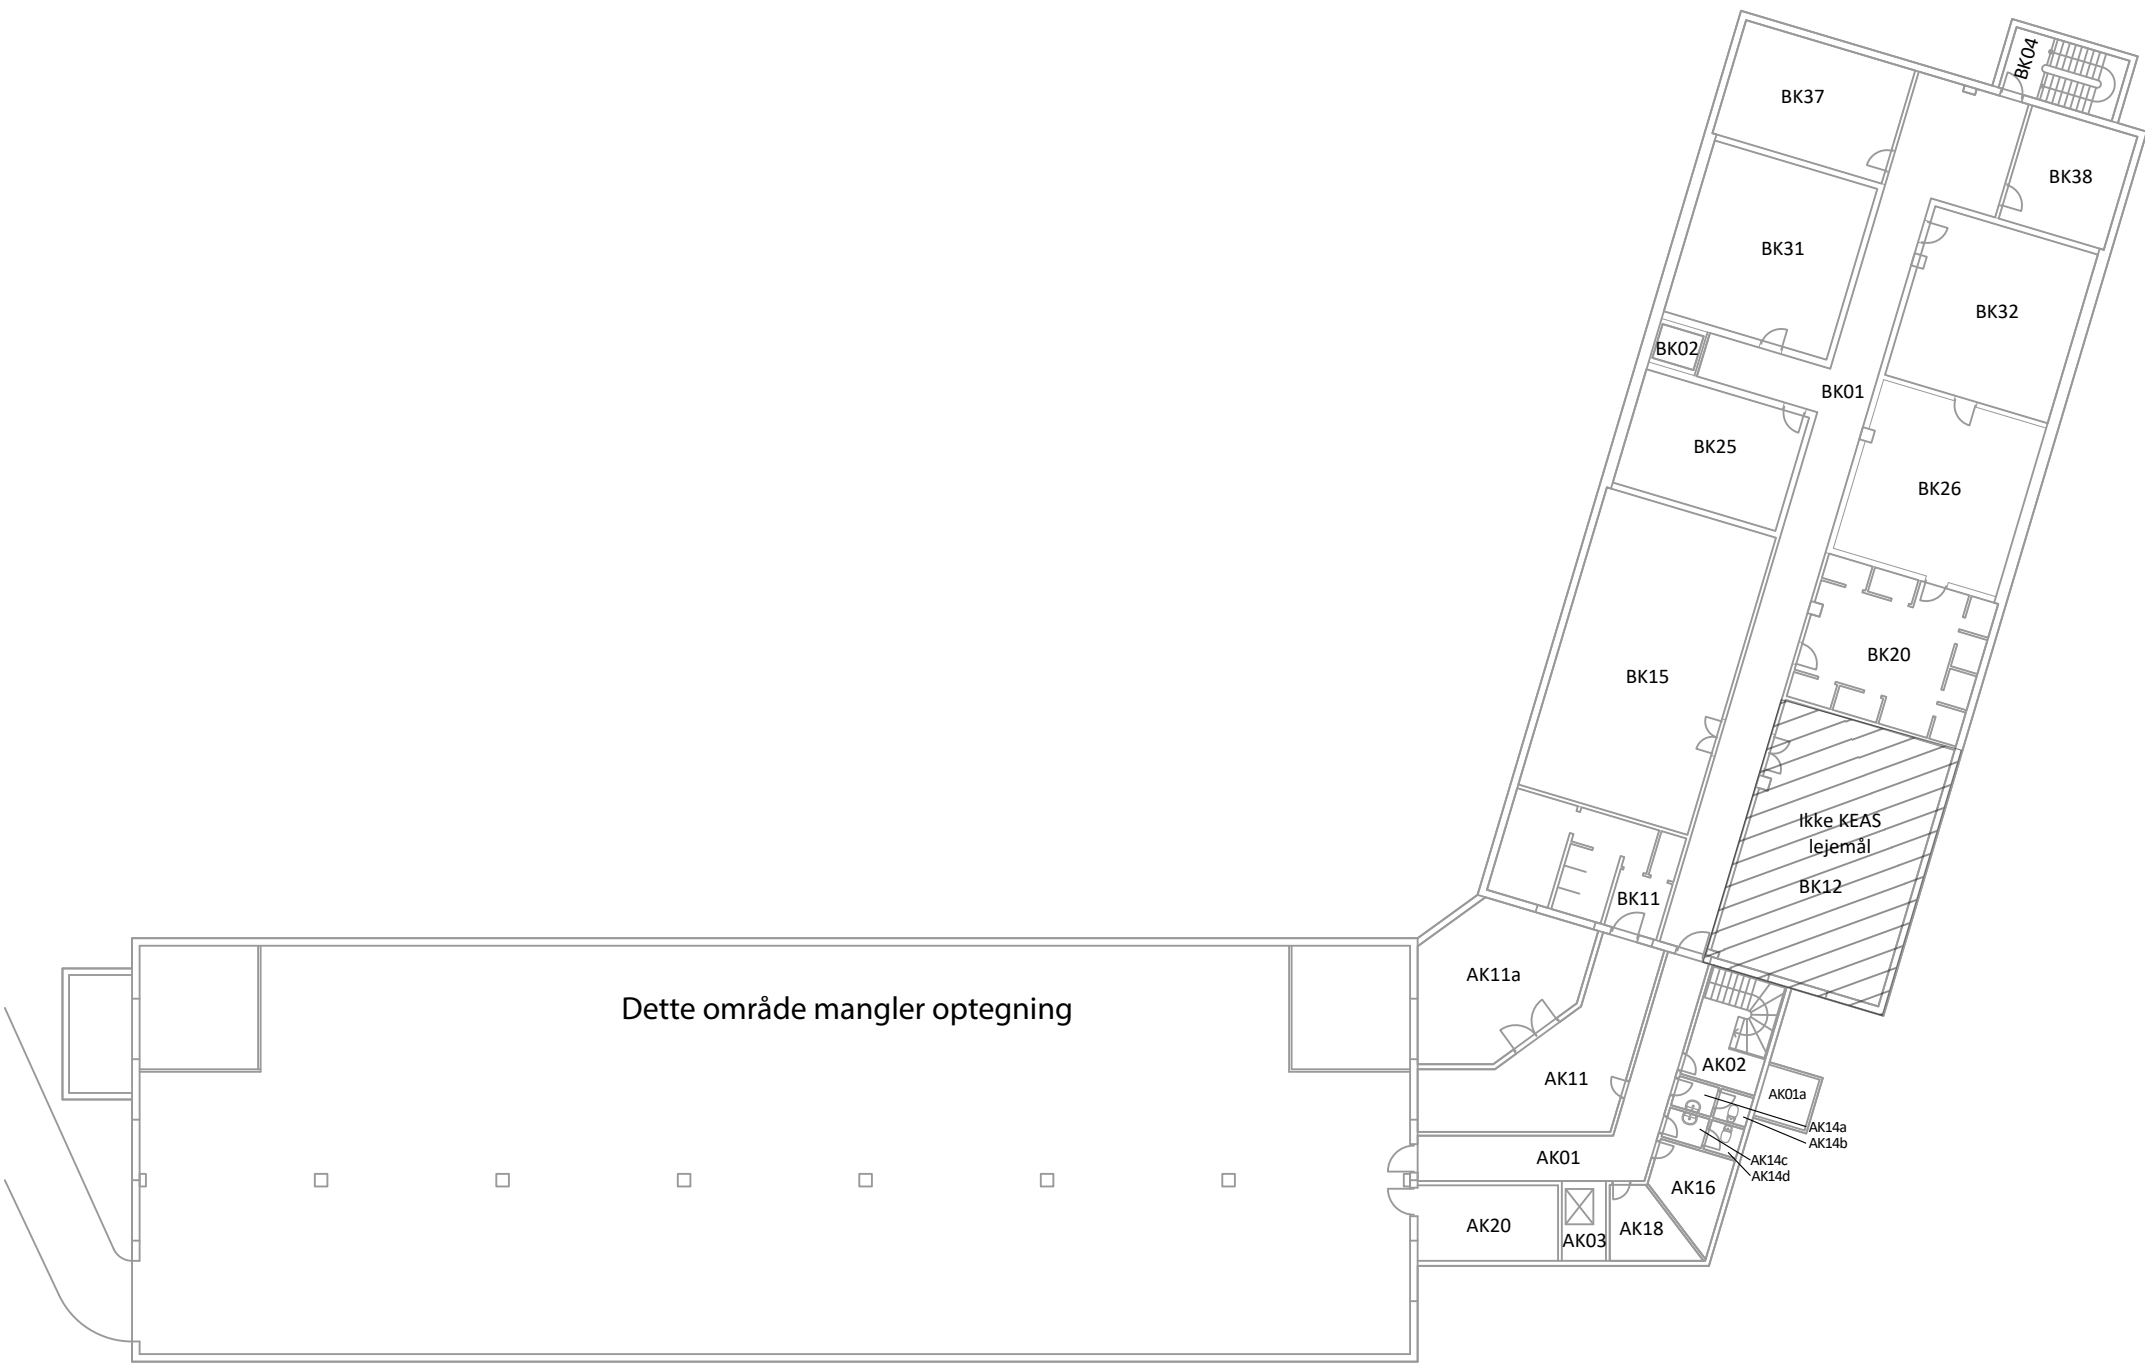 BK04
BK37
BK38
BK31
BK32
BK02
BK01
BK25
BK26
BK20
BK15
Ikke KEAS
lejemål
BK12
BK11
AK11a
Dette område mangler optegning
AK02
AK11
AK01a
AK14a
AK14b
AK01
AK14c
AK14d
AK16
AK20
AK18
AK03